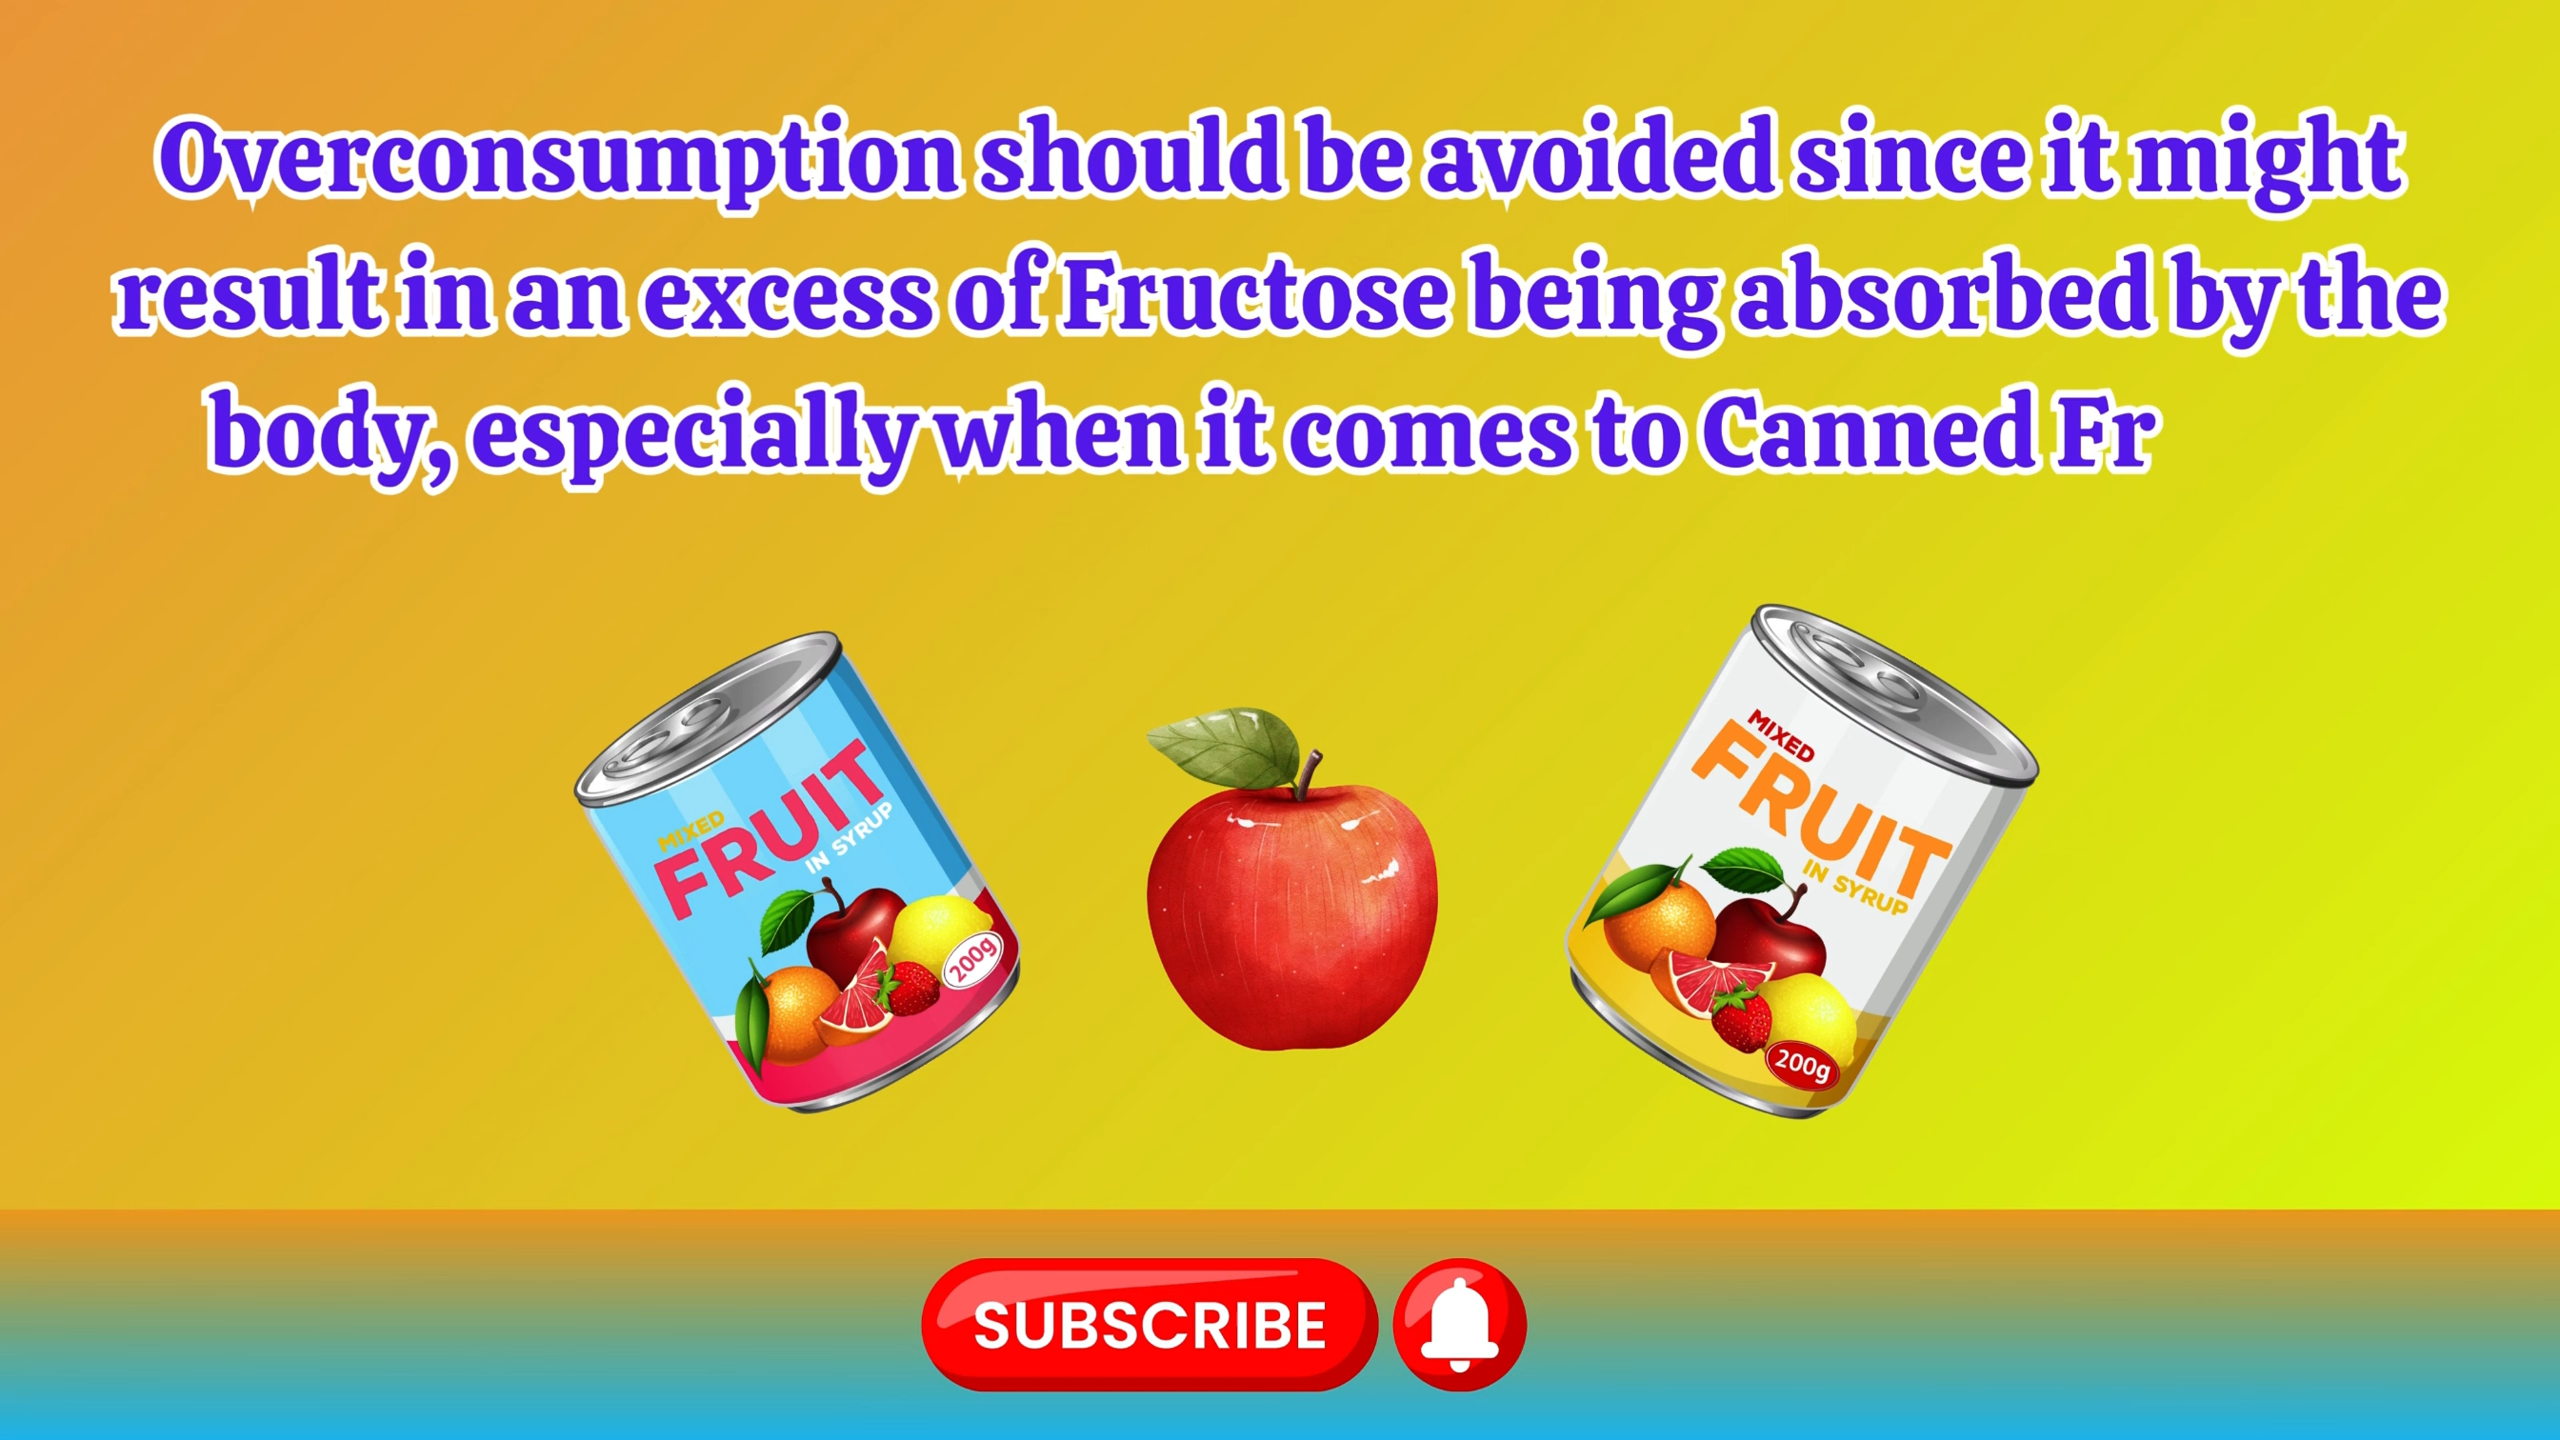 Overconsumption should be avoided since it might
result in an excess of Fructose being absorbed by the
body, especially when it comes to Canned Fr
MIXED
FRUIT
IN SYRUP
200g
MIXED
FRUIT
IN SYRUP
200g
SUBSCRIBE